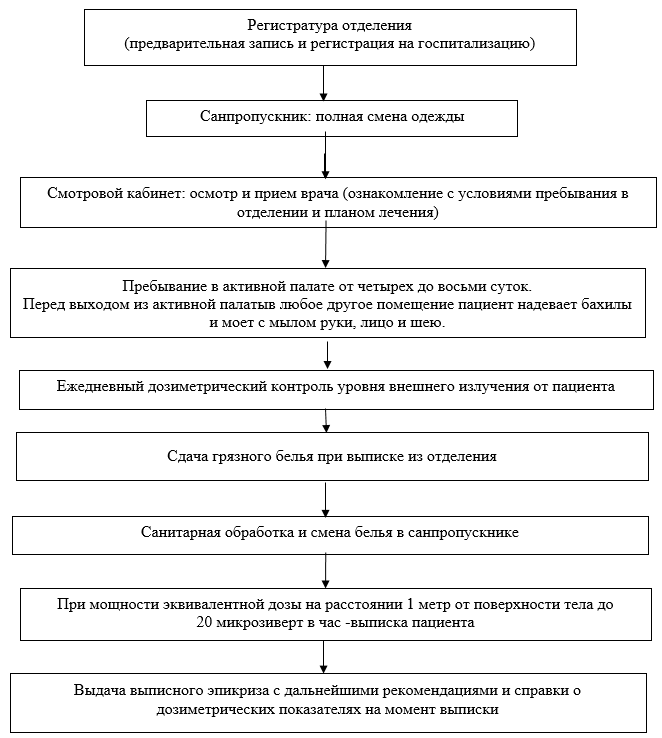 Регистратура отделения
(предварительная запись и регистрация на госпитализацию)
Санпропускник: полная смена одежды
Смотровой кабинет: осмотр и прием врача (ознакомление с условиями пребывания в
отделении и планом лечения)
Пребывание в активной палате от четырех до восьми суток.
Перед выходом из активной палатыв любое другое помещение пациент надевает бахилы
и моет с мылом руки, лицо и шею.
Ежедневный дозиметрический контроль уровня внешнего излучения от пациента
Сдача грязного белья при выписке из отделения
Санитарная обработка и смена белья в санпропускнике
При мощности эквивалентной дозы на расстоянии 1 метр от поверхности тела до
20 микрозиверт в час -выписка пациента
Выдача выписного эпикриза с дальнейшими рекомендациями и справки о
дозиметрических показателях на момент выписки